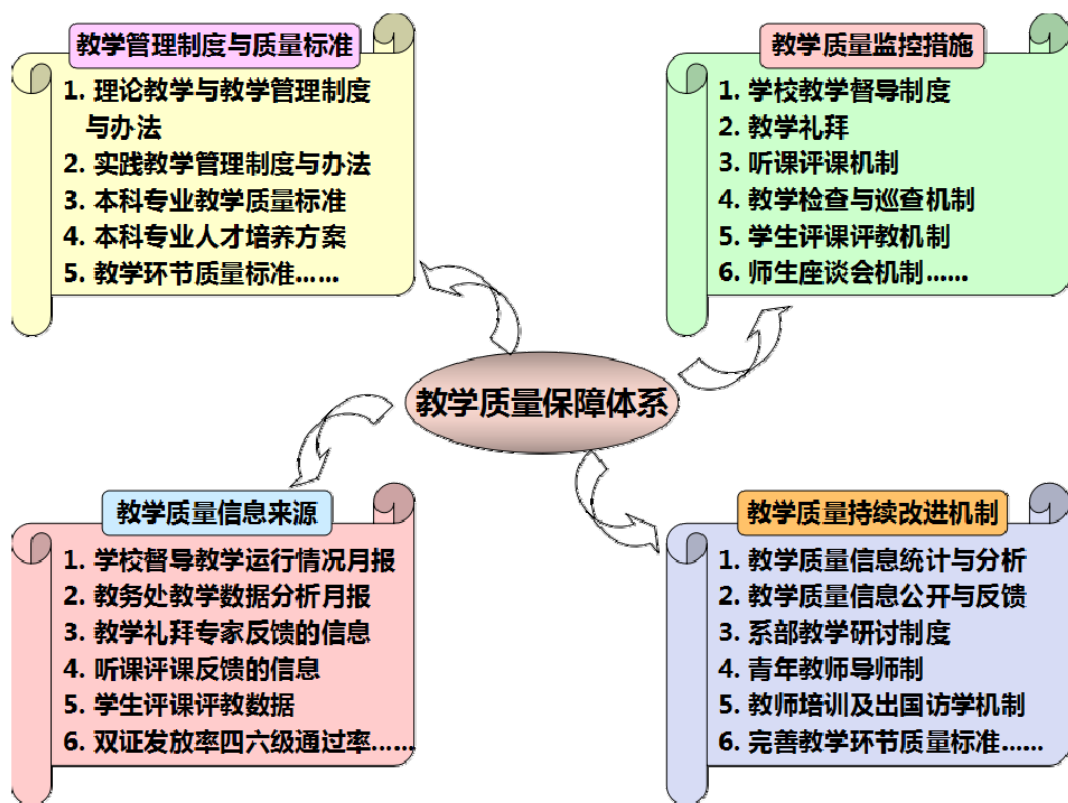 教学管理制度与质量标准
1. 理论教学与教学管理制度
与办法
2. 实践教学管理制度与办法
3. 本科专业教学质量标准
4. 本科专业人才培养方案
5. 教学环节质量标准……
教学质量监控措施
1. 学校教学督导制度
2. 教学礼拜
3. 听课评课机制
4. 教学检查与巡查机制
5. 学生评课评教机制
6. 师生座谈会机制……
教学质量保障体系
教学质量信息来源
1. 学校督导教学运行情况月报
2. 教务处教学数据分析月报
3. 教学礼拜专家反馈的信息
4. 听课评课反馈的信息
5. 学生评课评教数据
6. 双证发放率四六级通过率……
教学质量持续改进机制
1. 教学质量信息统计与分析
2. 教学质量信息公开与反馈
3. 系部教学研讨制度
4. 青年教师导师制
5. 教师培训及出国访学机制
6. 完善教学环节质量标准……